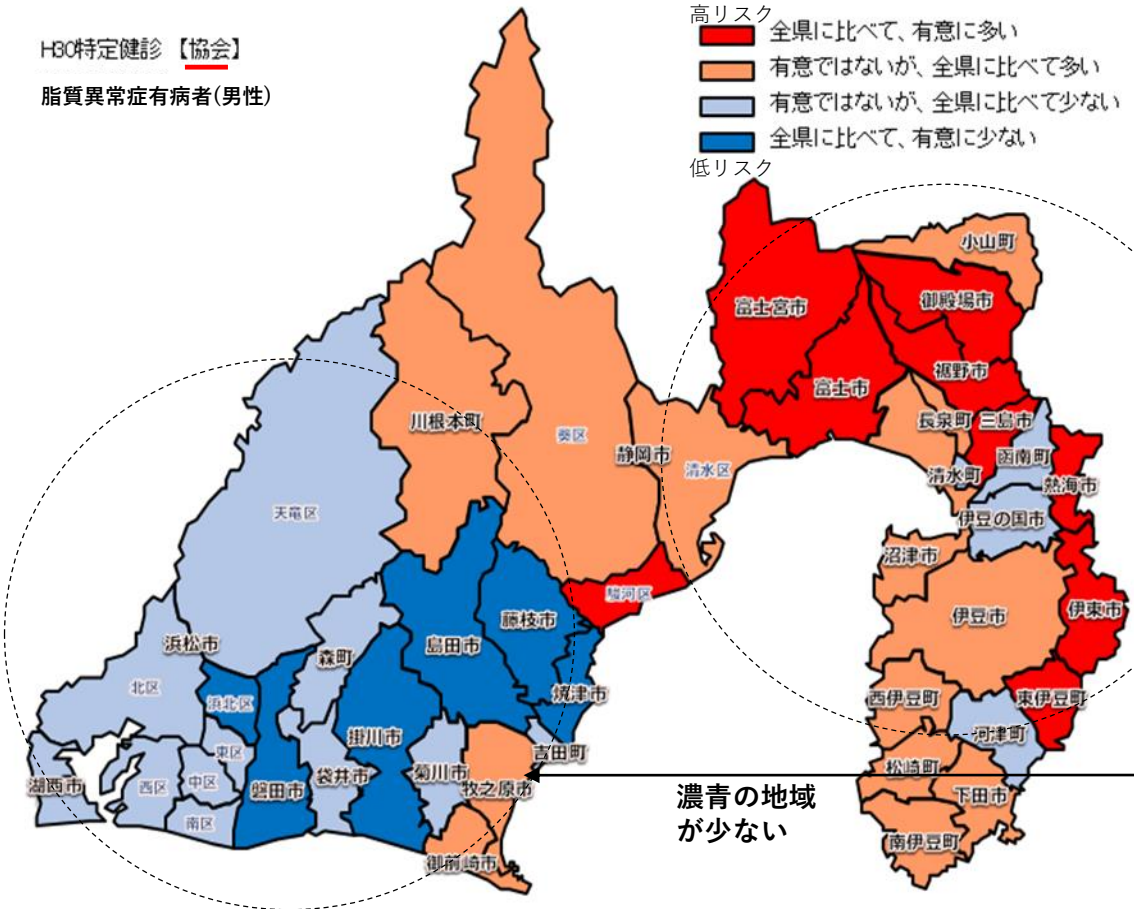 H30特定健診 【協会】
脂質異常症有病者(男性)
高リスク
全県に比べて、有意に多い
有意ではないが、全県に比べて多い
有意ではないが、全県に比べて少ない
全県に比べて、有意に少ない
低リスク
小山町
富士宮市
御殿場市
裾野市
富士市
川根本町
長泉町
三島市
葵区
静岡市
函南町
清水区
清水町
熱海市
天竜区
伊豆の国市
沼津市
駿河区
藤枝市
伊豆市
伊東市
浜松市
島田市
森町
北区
焼津市
西伊豆町
東伊豆町
浜北区
掛川市
河津町
東区
吉田町
菊川市
袋井市
松崎町
湖西市
西区
中区
磐田市
牧之原市
下田市
濃青の地域
が少ない
南区
南伊豆町
御前崎市